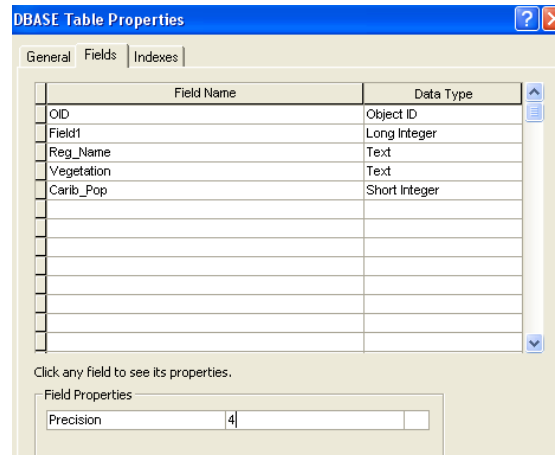 DBASE Table Properties
General Fields Indexes
Field Name Data Type
OID Object ID
Field1 Long Integer
Reg_Name Text
Vegetation Text
Carib_Pop Short Integer
Click any field to see its properties.
Field Properties
Precision 4